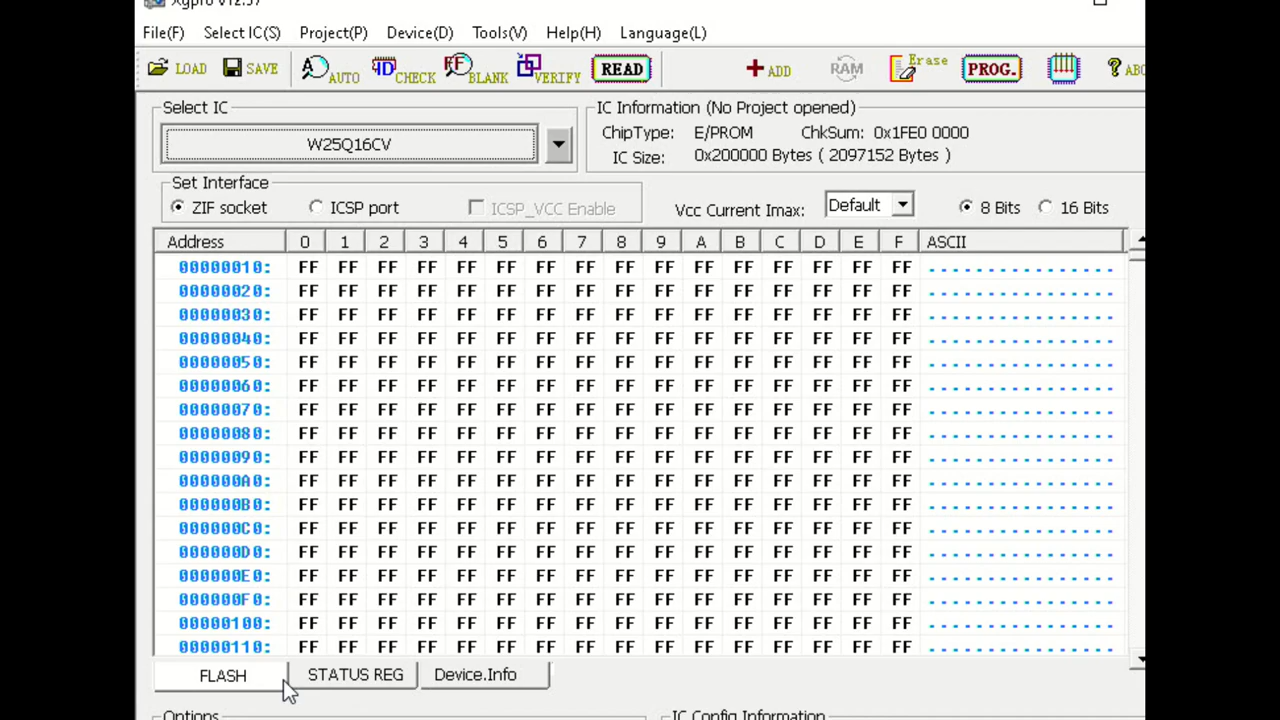 Xgpro v12.57
File(F) Select IC(S) Project(P) Device(D) Tools(V) Help(H) Language(L)
LOAD SAVE AUTO CHECK BLANK VERIFY READ ADD RAM Erase PROG.
Select IC
W25Q16CV
IC Information (No Project opened)
ChipType: E/PROM ChkSum: 0x1FE0 0000
IC Size: 0x200000 Bytes ( 2097152 Bytes )
Set Interface
ZIF socket ICSP port ICSP_VCC Enable Vcc Current Imax: Default 8 Bits 16 Bits
Address 0 1 2 3 4 5 6 7 8 9 A B C D E F ASCII
00000010: FF FF FF FF FF FF FF FF FF FF FF FF FF FF FF FF ................
00000020: FF FF FF FF FF FF FF FF FF FF FF FF FF FF FF FF ................
00000030: FF FF FF FF FF FF FF FF FF FF FF FF FF FF FF FF ................
00000040: FF FF FF FF FF FF FF FF FF FF FF FF FF FF FF FF ................
00000050: FF FF FF FF FF FF FF FF FF FF FF FF FF FF FF FF ................
00000060: FF FF FF FF FF FF FF FF FF FF FF FF FF FF FF FF ................
00000070: FF FF FF FF FF FF FF FF FF FF FF FF FF FF FF FF ................
00000080: FF FF FF FF FF FF FF FF FF FF FF FF FF FF FF FF ................
00000090: FF FF FF FF FF FF FF FF FF FF FF FF FF FF FF FF ................
000000A0: FF FF FF FF FF FF FF FF FF FF FF FF FF FF FF FF ................
000000B0: FF FF FF FF FF FF FF FF FF FF FF FF FF FF FF FF ................
000000C0: FF FF FF FF FF FF FF FF FF FF FF FF FF FF FF FF ................
000000D0: FF FF FF FF FF FF FF FF FF FF FF FF FF FF FF FF ................
000000E0: FF FF FF FF FF FF FF FF FF FF FF FF FF FF FF FF ................
000000F0: FF FF FF FF FF FF FF FF FF FF FF FF FF FF FF FF ................
00000100: FF FF FF FF FF FF FF FF FF FF FF FF FF FF FF FF ................
00000110: FF FF FF FF FF FF FF FF FF FF FF FF FF FF FF FF ................
FLASH STATUS REG Device.Info
Options IC Config Information